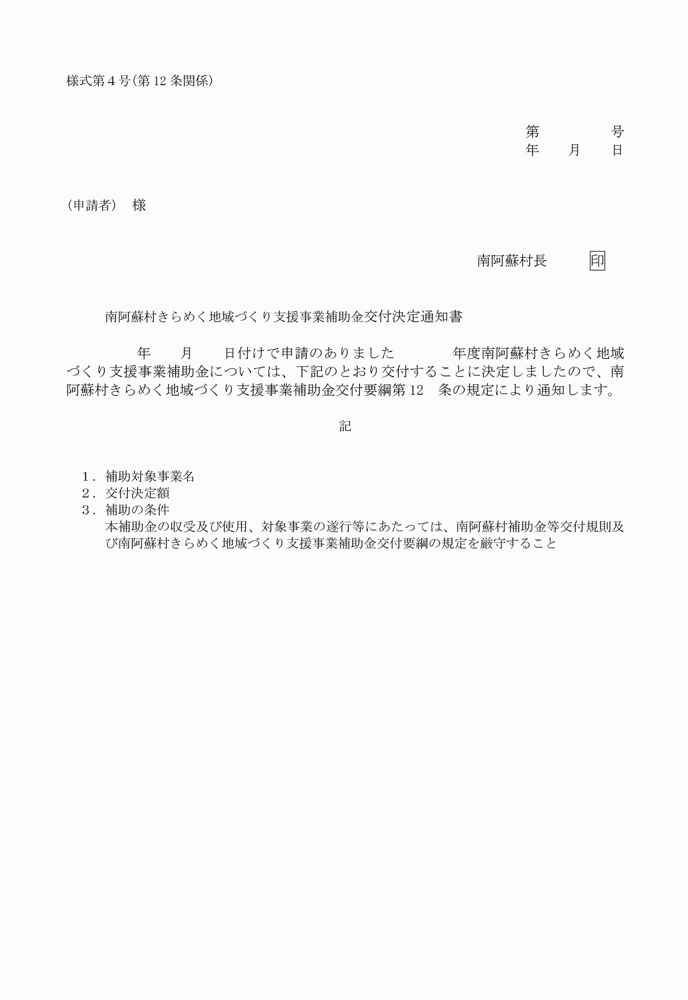 様式第４号（第 12 条関係）
第　　　　　号
年　　月　　日
（申請者）　様
南阿蘇村長　　　印
南阿蘇村きらめく地域づくり支援事業補助金交付決定通知書
年　　月　　日付けで申請のありました　　　　年度南阿蘇村きらめく地域
づくり支援事業補助金については、下記のとおり交付することに決定しましたので、南
阿蘇村きらめく地域づくり支援事業補助金交付要綱第 12　条の規定により通知します。
記
１．補助対象事業名
２．交付決定額
３．補助の条件
本補助金の収受及び使用、対象事業の遂行等にあたっては、南阿蘇村補助金等交付規則及
び南阿蘇村きらめく地域づくり支援事業補助金交付要綱の規定を厳守すること